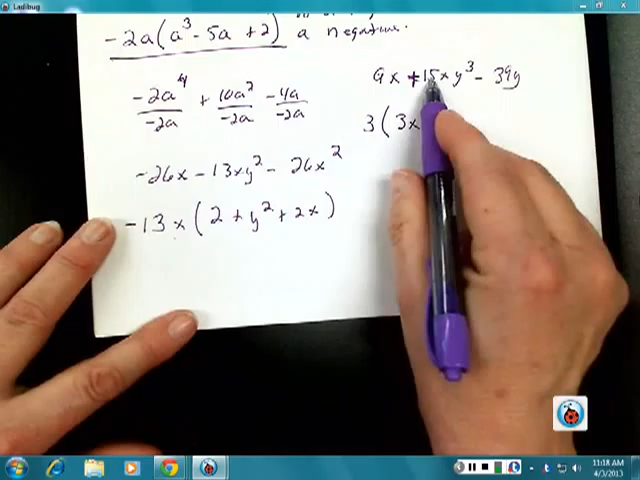 Ladibug
-2a(a³ - 5a + 2) a negative.
-2a⁴/-2a + 10a²/-2a -4a/-2a
9x + 15xy³ - 39y
3(3x
-26x - 13xy² - 26x²
-13x(2 + y² + 2x)
11:18 AM
4/3/2013